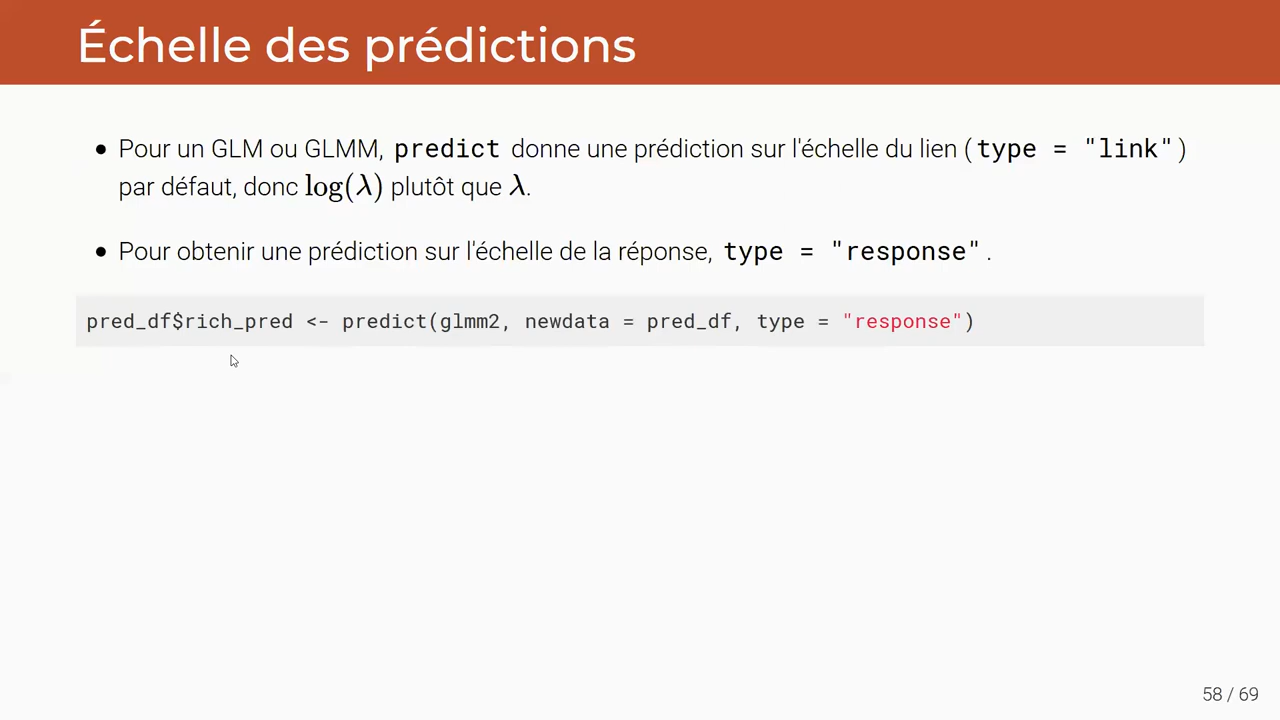 Échelle des prédictions
Pour un GLM ou GLMM, predict donne une prédiction sur l'échelle du lien (type = "link")
par défaut, donc log(λ) plutôt que λ.
Pour obtenir une prédiction sur l'échelle de la réponse, type = "response".
pred_df$rich_pred <- predict(glmm2, newdata = pred_df, type = "response")
58 / 69